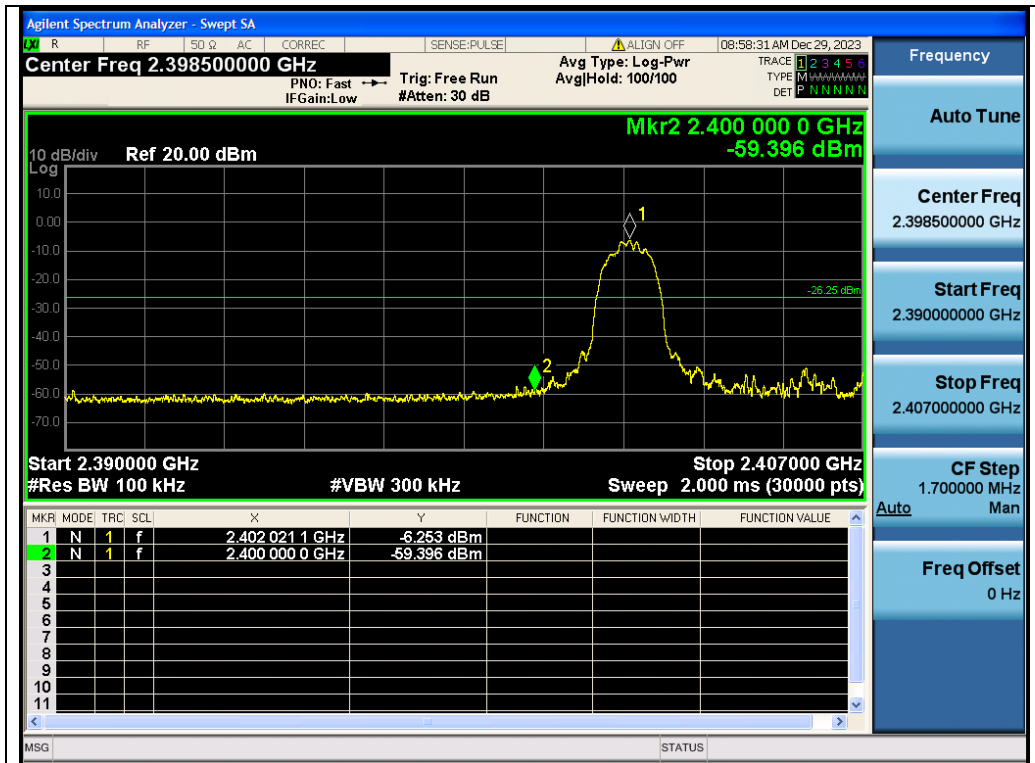 Agilent Spectrum Analyzer - Swept SA
LXI R RF 50 Ω AC CORREC SENSE:PULSE ALIGN OFF 08:58:31 AM Dec 29, 2023
Center Freq 2.398500000 GHz
PNO: Fast
IFGain:Low
Trig: Free Run
#Atten: 30 dB
Avg Type: Log-Pwr
Avg|Hold: 100/100
TRACE 1 2 3 4 5 6
TYPE M
DET P N N N N N
Mkr2 2.400 000 0 GHz
-59.396 dBm
10 dB/div Ref 20.00 dBm
Log
10.0
0.00
-10.0
-20.0
-30.0
-40.0
-50.0
-60.0
-70.0
1
2
-26.25 dBm
Start 2.390000 GHz Stop 2.407000 GHz
#Res BW 100 kHz #VBW 300 kHz Sweep 2.000 ms (30000 pts)
MKR MODE TRC SCL X Y FUNCTION FUNCTION WIDTH FUNCTION VALUE
1 N 1 f 2.402 021 1 GHz -6.253 dBm
2 N 1 f 2.400 000 0 GHz -59.396 dBm
3
4
5
6
7
8
9
10
11
MSG STATUS
Frequency
Auto Tune
Center Freq
2.398500000 GHz
Start Freq
2.390000000 GHz
Stop Freq
2.407000000 GHz
CF Step
1.700000 MHz
Auto Man
Freq Offset
0 Hz